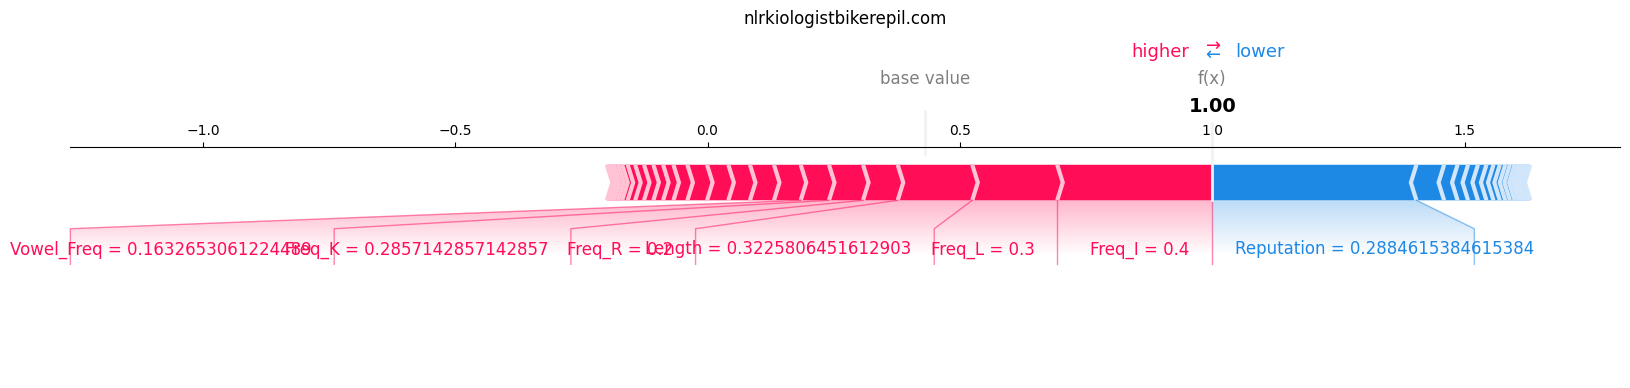 nlrkiologistbikerepil.com
higher ⇄ lower
base value f(x)
1.00
−1.0 −0.5 0.0 0.5 1.0 1.5
Vowel_Freq = 0.1632653061224489 Freq_K = 0.2857142857142857 Freq_R = 0.2 Length = 0.3225806451612903 Freq_L = 0.3 Freq_I = 0.4 Reputation = 0.2884615384615384